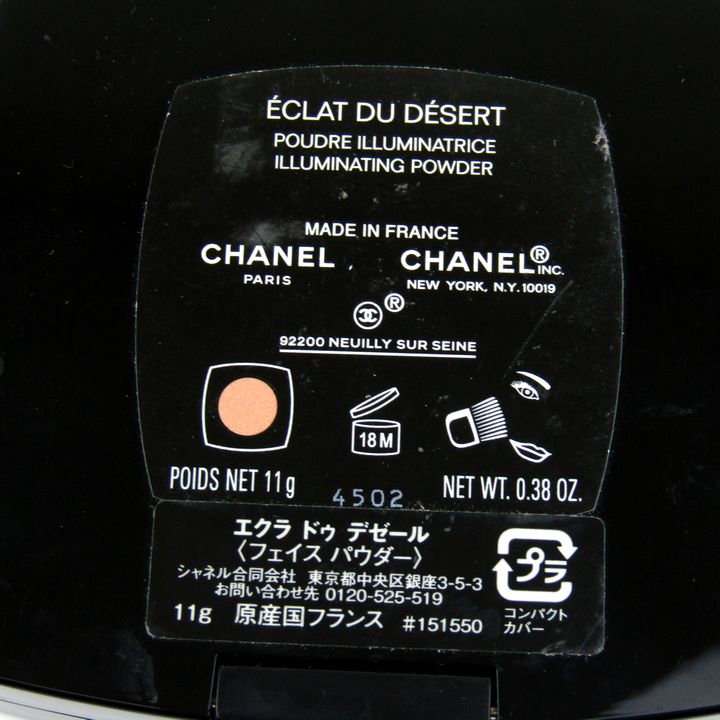 ÉCLAT DU DÉSERT
POUDRE ILLUMINATRICE
ILLUMINATING POWDER
MADE IN FRANCE
CHANEL CHANEL® INC.
PARIS NEW YORK, N.Y. 10019
®
92200 NEUILLY SUR SEINE
18 M
POIDS NET 11 g 4502 NET WT. 0.38 OZ.
エクラ ドゥ デゼール
〈フェイス パウダー〉
シャネル合同会社 東京都中央区銀座3-5-3
お問い合わせ先 0120-525-519
11g 原産国フランス #151550
プラ
コンパクト
カバー